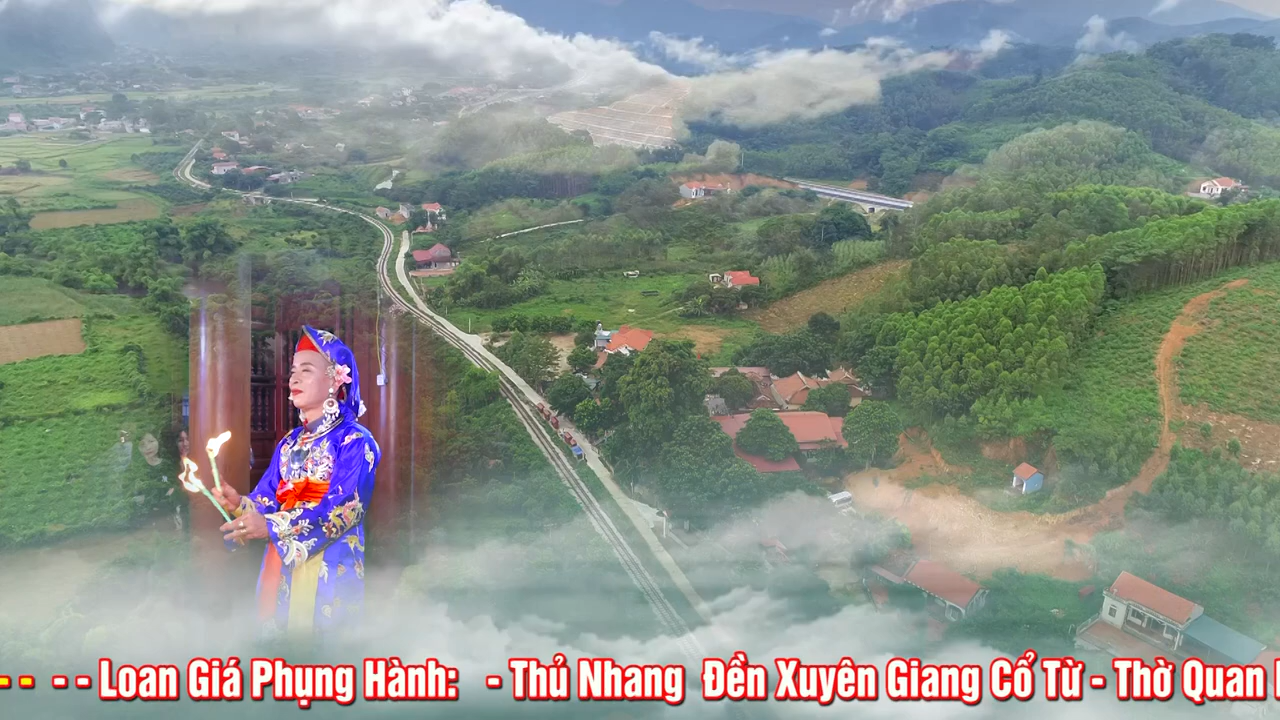 - - - - Loan Giá Phụng Hành: - Thủ Nhang Đền Xuyên Giang Cổ Từ - Thờ Quan